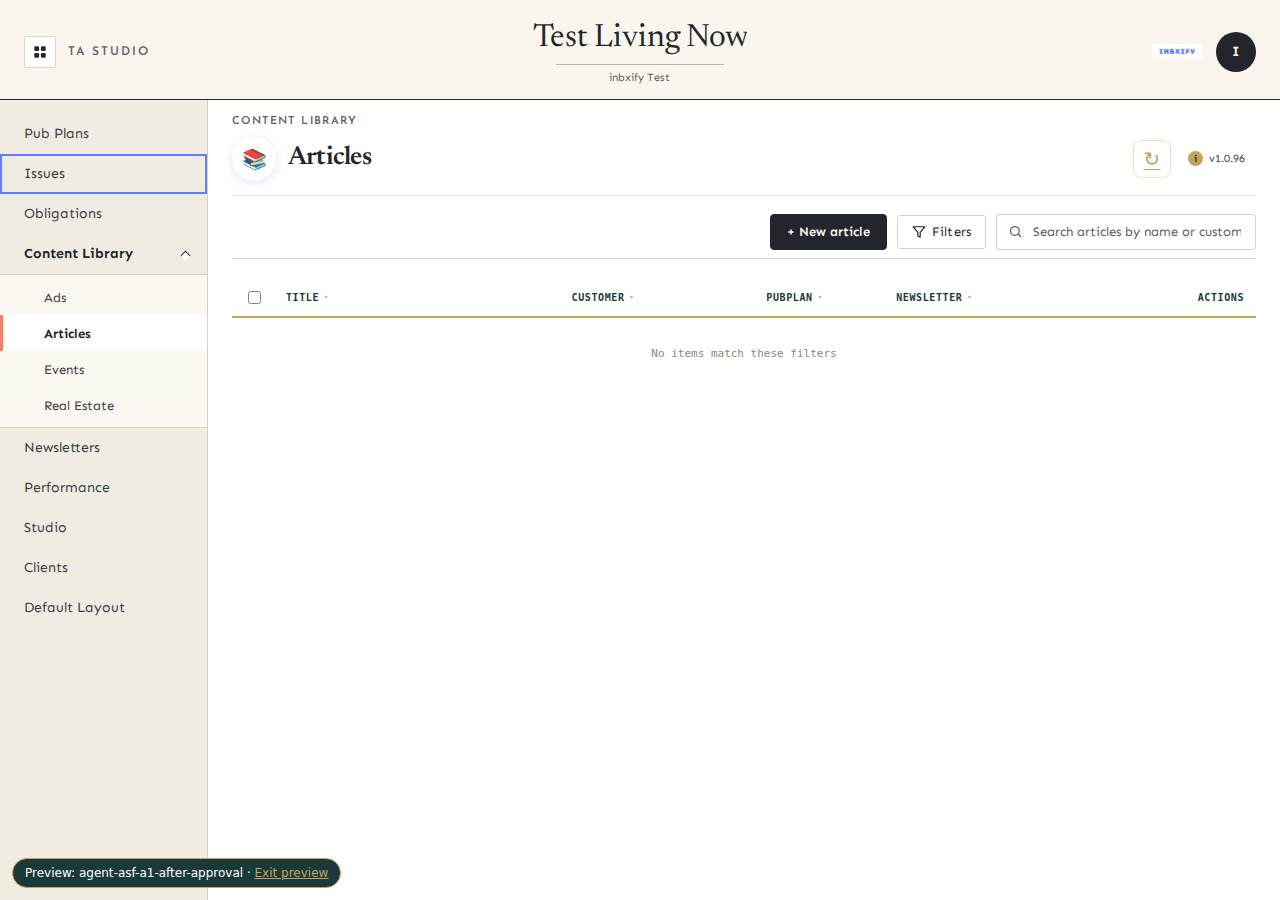 TA STUDIO
Test Living Now
inbxify Test
INBXIFY
I
Pub Plans
Issues
Obligations
Content Library
Ads
Articles
Events
Real Estate
Newsletters
Performance
Studio
Clients
Default Layout
CONTENT LIBRARY
📚 Articles
↻
i v1.0.96
+ New article
Filters
Search articles by name or custom
TITLE
CUSTOMER
PUBPLAN
NEWSLETTER
ACTIONS
No items match these filters
Preview: agent-asf-a1-after-approval · Exit preview